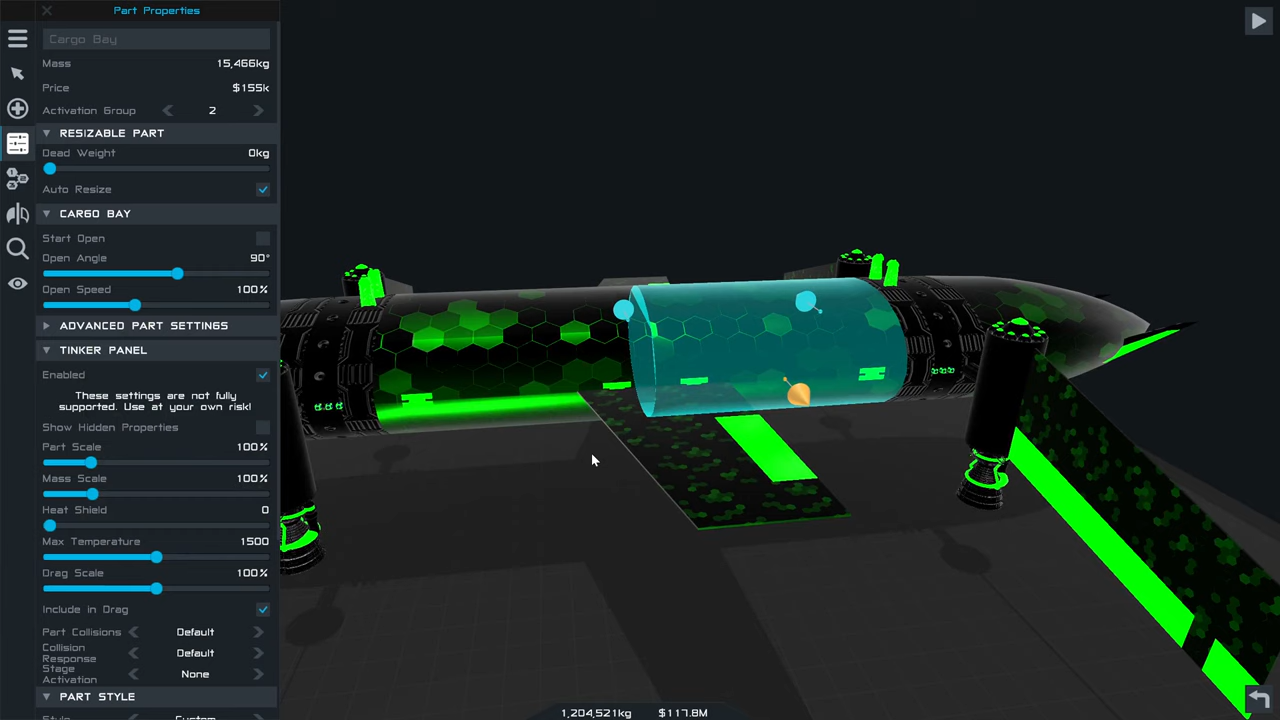 Part Properties
Cargo Bay
Mass 15,466kg
Price $155k
Activation Group 2
RESIZABLE PART
Dead Weight 0kg
Auto Resize
CARGO BAY
Start Open
Open Angle 90°
Open Speed 100%
ADVANCED PART SETTINGS
TINKER PANEL
Enabled
These settings are not fully
supported. Use at your own risk!
Show Hidden Properties
Part Scale 100%
Mass Scale 100%
Heat Shield 0
Max Temperature 1500
Drag Scale 100%
Include in Drag
Part Collisions Default
Collision
Response Default
Stage
Activation None
PART STYLE
Style Custom
1,204,521kg $117.8M